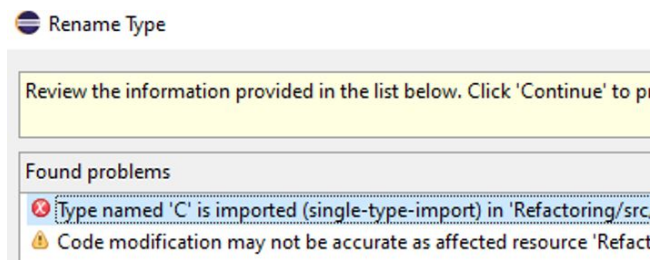 Rename Type
Review the information provided in the list below. Click 'Continue' to
Found problems
Type named 'C' is imported (single-type-import) in 'Refactoring/src/
Code modification may not be accurate as affected resource 'Refact